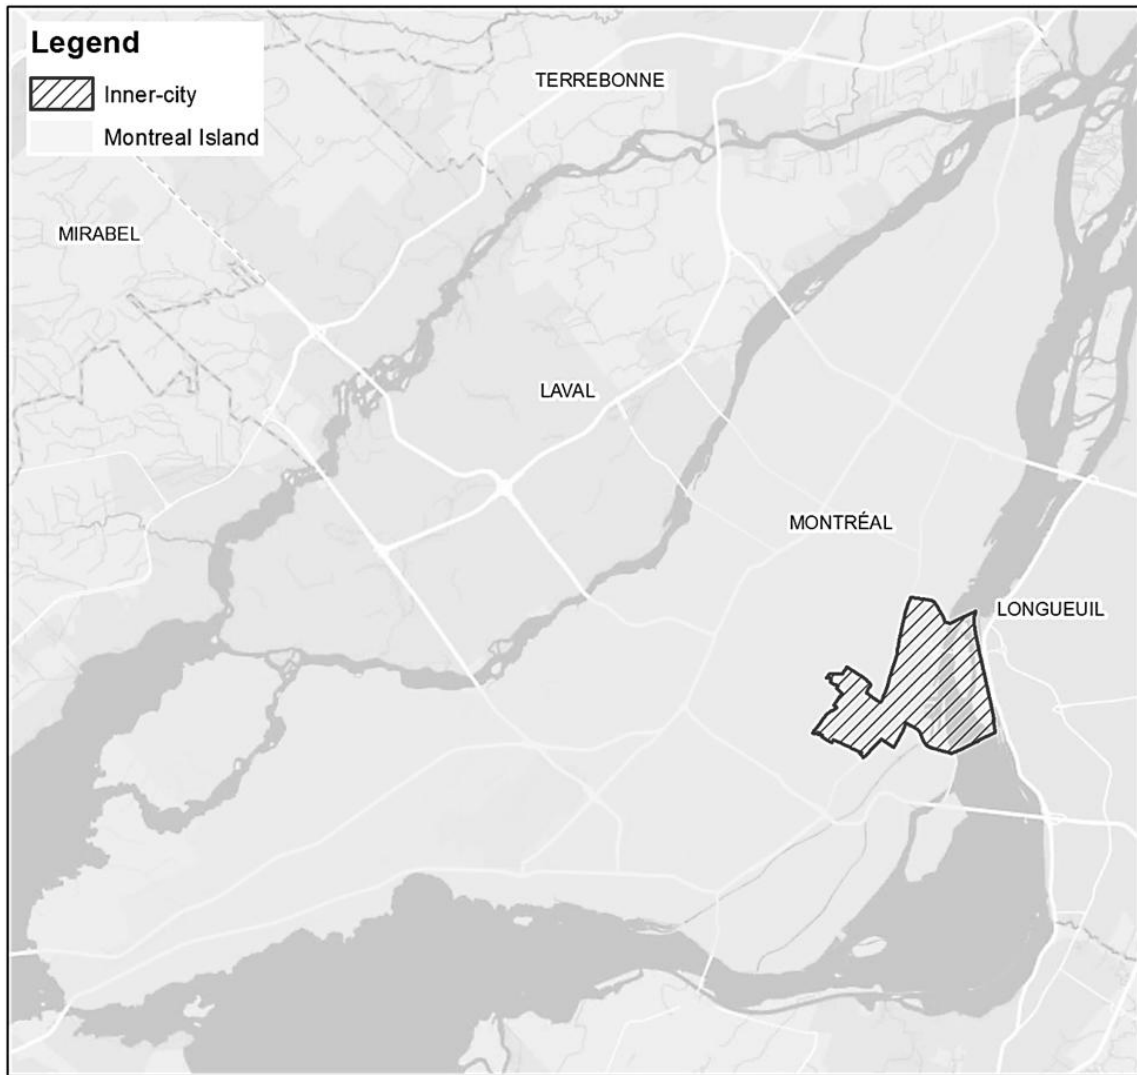 Legend
Inner-city
Montreal Island
TERREBONNE
MIRABEL
LAVAL
MONTRÉAL
LONGUEUIL